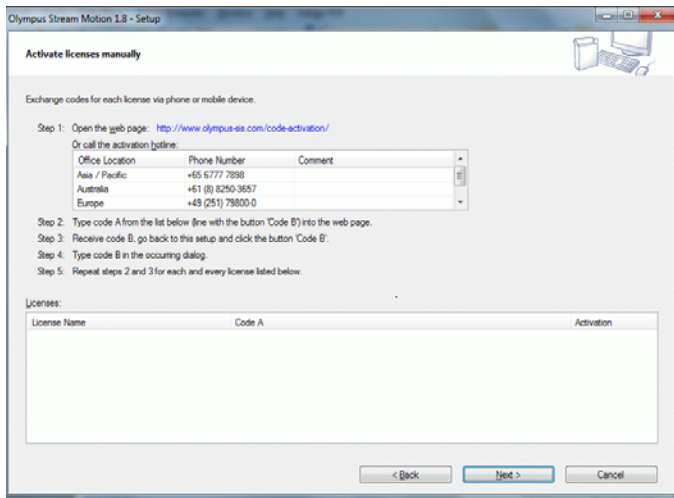 Olympus Stream Motion 1.8 - Setup
Activate licenses manually
Exchange codes for each license via phone or mobile device.
Step 1: Open the web page: http://www.olympus-sis.com/code-activation/
Or call the activation hotline:
Office Location Phone Number Comment
Asia / Pacific +65 6777 7898
Australia +61 (8) 8250-3657
Europe +49 (251) 79800-0
Step 2: Type code A from the list below (line with the button 'Code B') into the web page.
Step 3: Receive code B, go back to this setup and click the button 'Code B'.
Step 4: Type code B in the occurring dialog.
Step 5: Repeat steps 2 and 3 for each and every license listed below.
Licenses:
License Name Code A Activation
< Back Next > Cancel